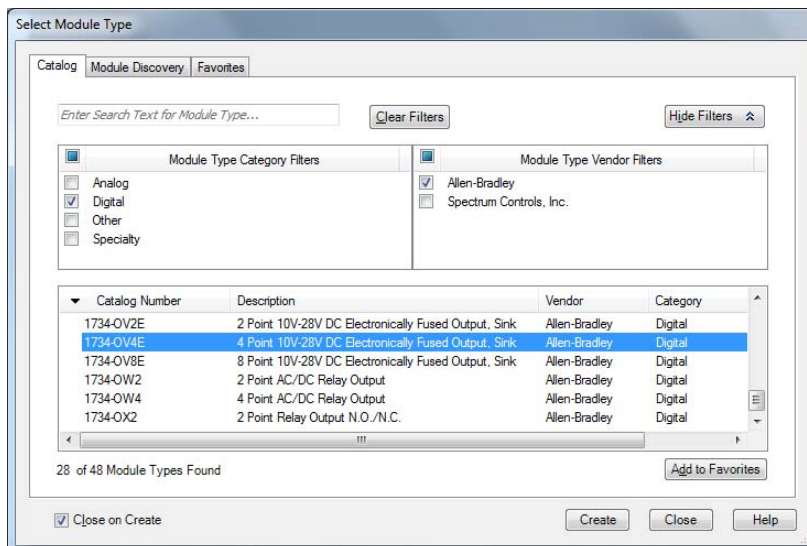 Select Module Type
Catalog Module Discovery Favorites
Enter Search Text for Module Type... Clear Filters Hide Filters
Module Type Category Filters Module Type Vendor Filters
Analog Allen-Bradley
Digital Spectrum Controls, Inc.
Other
Specialty
Catalog Number Description Vendor Category
1734-OV2E 2 Point 10V-28V DC Electronically Fused Output, Sink Allen-Bradley Digital
1734-OV4E 4 Point 10V-28V DC Electronically Fused Output, Sink Allen-Bradley Digital
1734-OV8E 8 Point 10V-28V DC Electronically Fused Output, Sink Allen-Bradley Digital
1734-OW2 2 Point AC/DC Relay Output Allen-Bradley Digital
1734-OW4 4 Point AC/DC Relay Output Allen-Bradley Digital
1734-OX2 2 Point Relay Output N.O./N.C. Allen-Bradley Digital
28 of 48 Module Types Found Add to Favorites
Close on Create Create Close Help